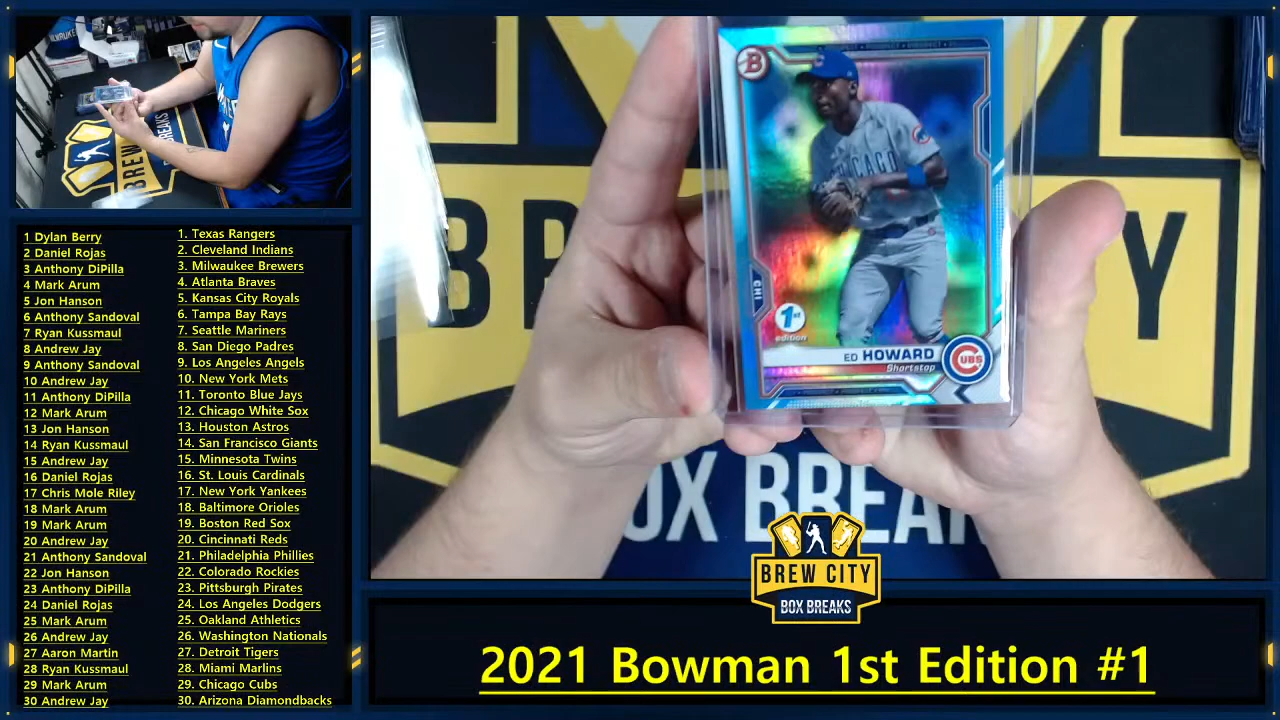 1 Dylan Berry
2 Daniel Rojas
3 Anthony DiPilla
4 Mark Arum
5 Jon Hanson
6 Anthony Sandoval
7 Ryan Kussmaul
8 Andrew Jay
9 Anthony Sandoval
10 Andrew Jay
11 Anthony DiPilla
12 Mark Arum
13 Jon Hanson
14 Ryan Kussmaul
15 Andrew Jay
16 Daniel Rojas
17 Chris Mole Riley
18 Mark Arum
19 Mark Arum
20 Andrew Jay
21 Anthony Sandoval
22 Jon Hanson
23 Anthony DiPilla
24 Daniel Rojas
25 Mark Arum
26 Andrew Jay
27 Aaron Martin
28 Ryan Kussmaul
29 Mark Arum
30 Andrew Jay
1. Texas Rangers
2. Cleveland Indians
3. Milwaukee Brewers
4. Atlanta Braves
5. Kansas City Royals
6. Tampa Bay Rays
7. Seattle Mariners
8. San Diego Padres
9. Los Angeles Angels
10. New York Mets
11. Toronto Blue Jays
12. Chicago White Sox
13. Houston Astros
14. San Francisco Giants
15. Minnesota Twins
16. St. Louis Cardinals
17. New York Yankees
18. Baltimore Orioles
19. Boston Red Sox
20. Cincinnati Reds
21. Philadelphia Phillies
22. Colorado Rockies
23. Pittsburgh Pirates
24. Los Angeles Dodgers
25. Oakland Athletics
26. Washington Nationals
27. Detroit Tigers
28. Miami Marlins
29. Chicago Cubs
30. Arizona Diamondbacks
B
CHICAGO
CHI
1st
edition
ED HOWARD
Shortstop
CUBS
BOX BREAK
BREW CITY
BOX BREAKS
2021 Bowman 1st Edition #1